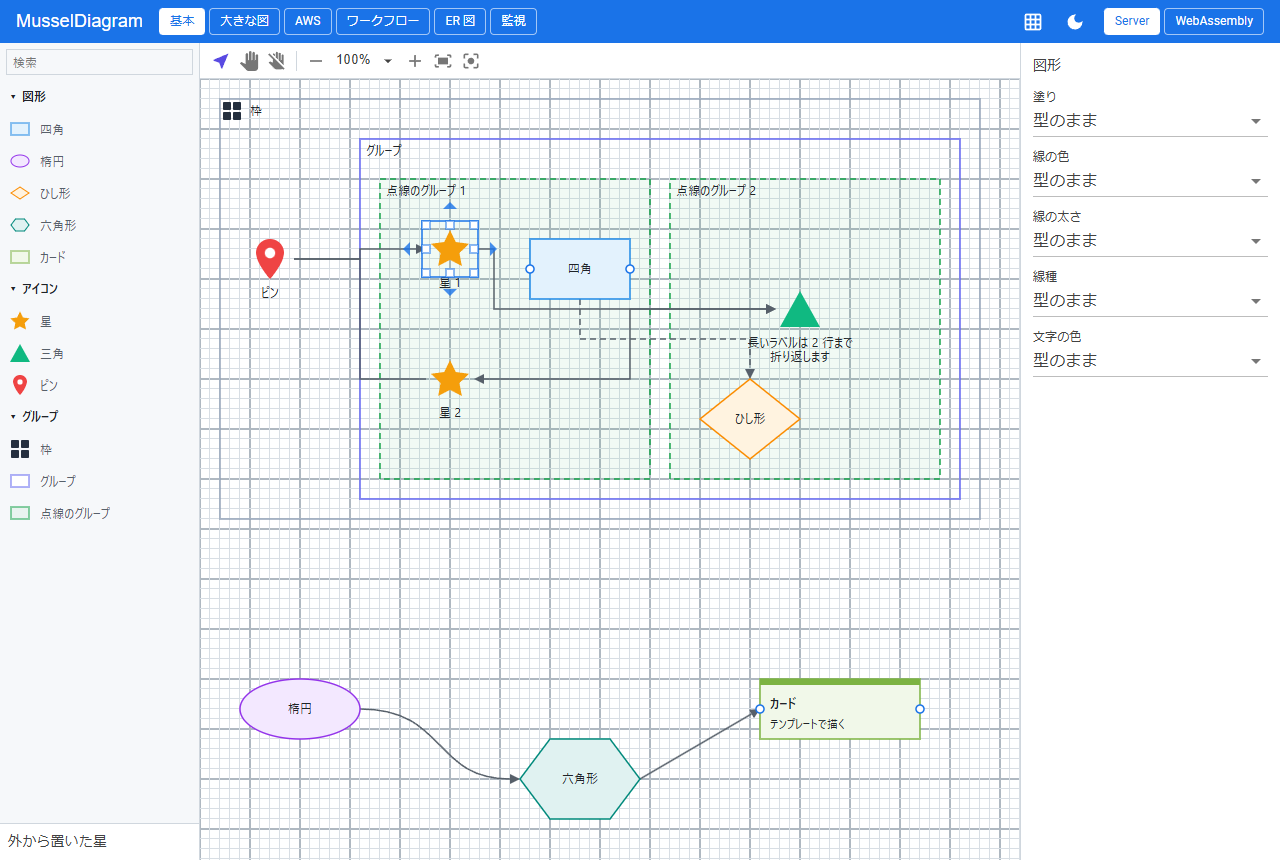 MusselDiagram 基本 大きな図 AWS ワークフロー ER 図 監視 Server WebAssembly
検索
100%
図形
四角
楕円
ひし形
六角形
カード
アイコン
星
三角
ピン
グループ
枠
グループ
点線のグループ
外から置いた星
枠
グループ
点線のグループ 1
点線のグループ 2
星 1
四角
ピン
長いラベルは 2 行まで
折り返します
星 2
ひし形
楕円
六角形
カード
テンプレートで描く
図形
塗り
型のまま
線の色
型のまま
線の太さ
型のまま
線種
型のまま
文字の色
型のまま